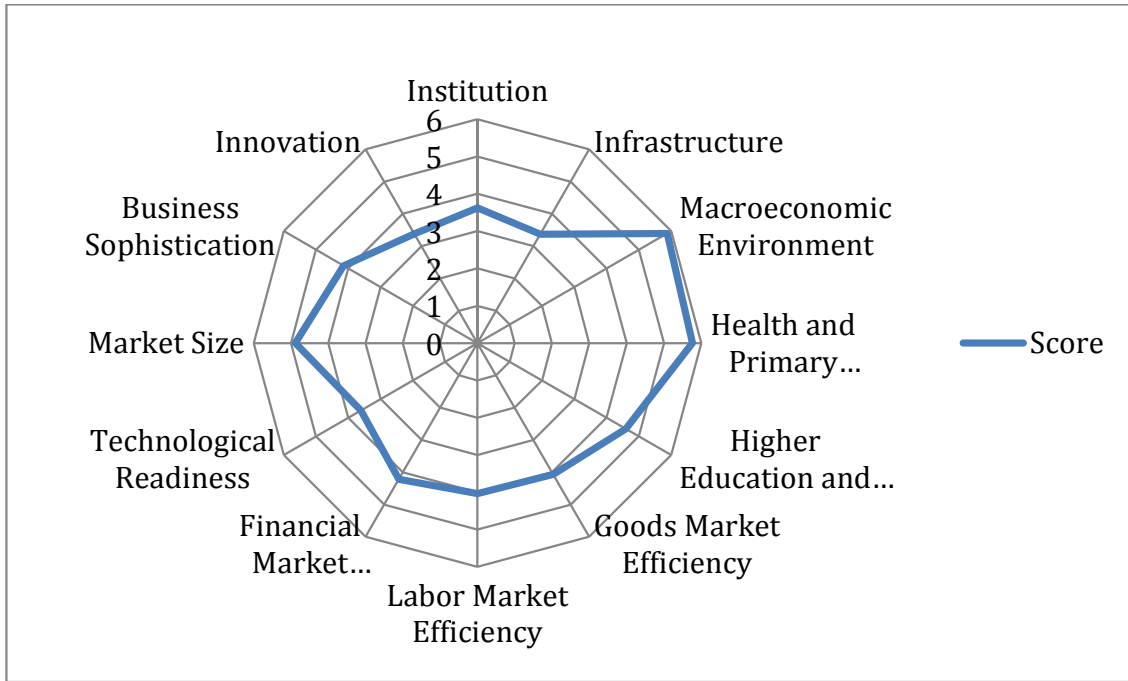 Institution
Infrastructure
Macroeconomic
Environment
Health and
Primary…
Higher
Education and…
Goods Market
Efficiency
Labor Market
Efficiency
Financial
Market…
Technological
Readiness
Market Size
Business
Sophistication
Innovation
6
5
4
3
2
1
0
Score